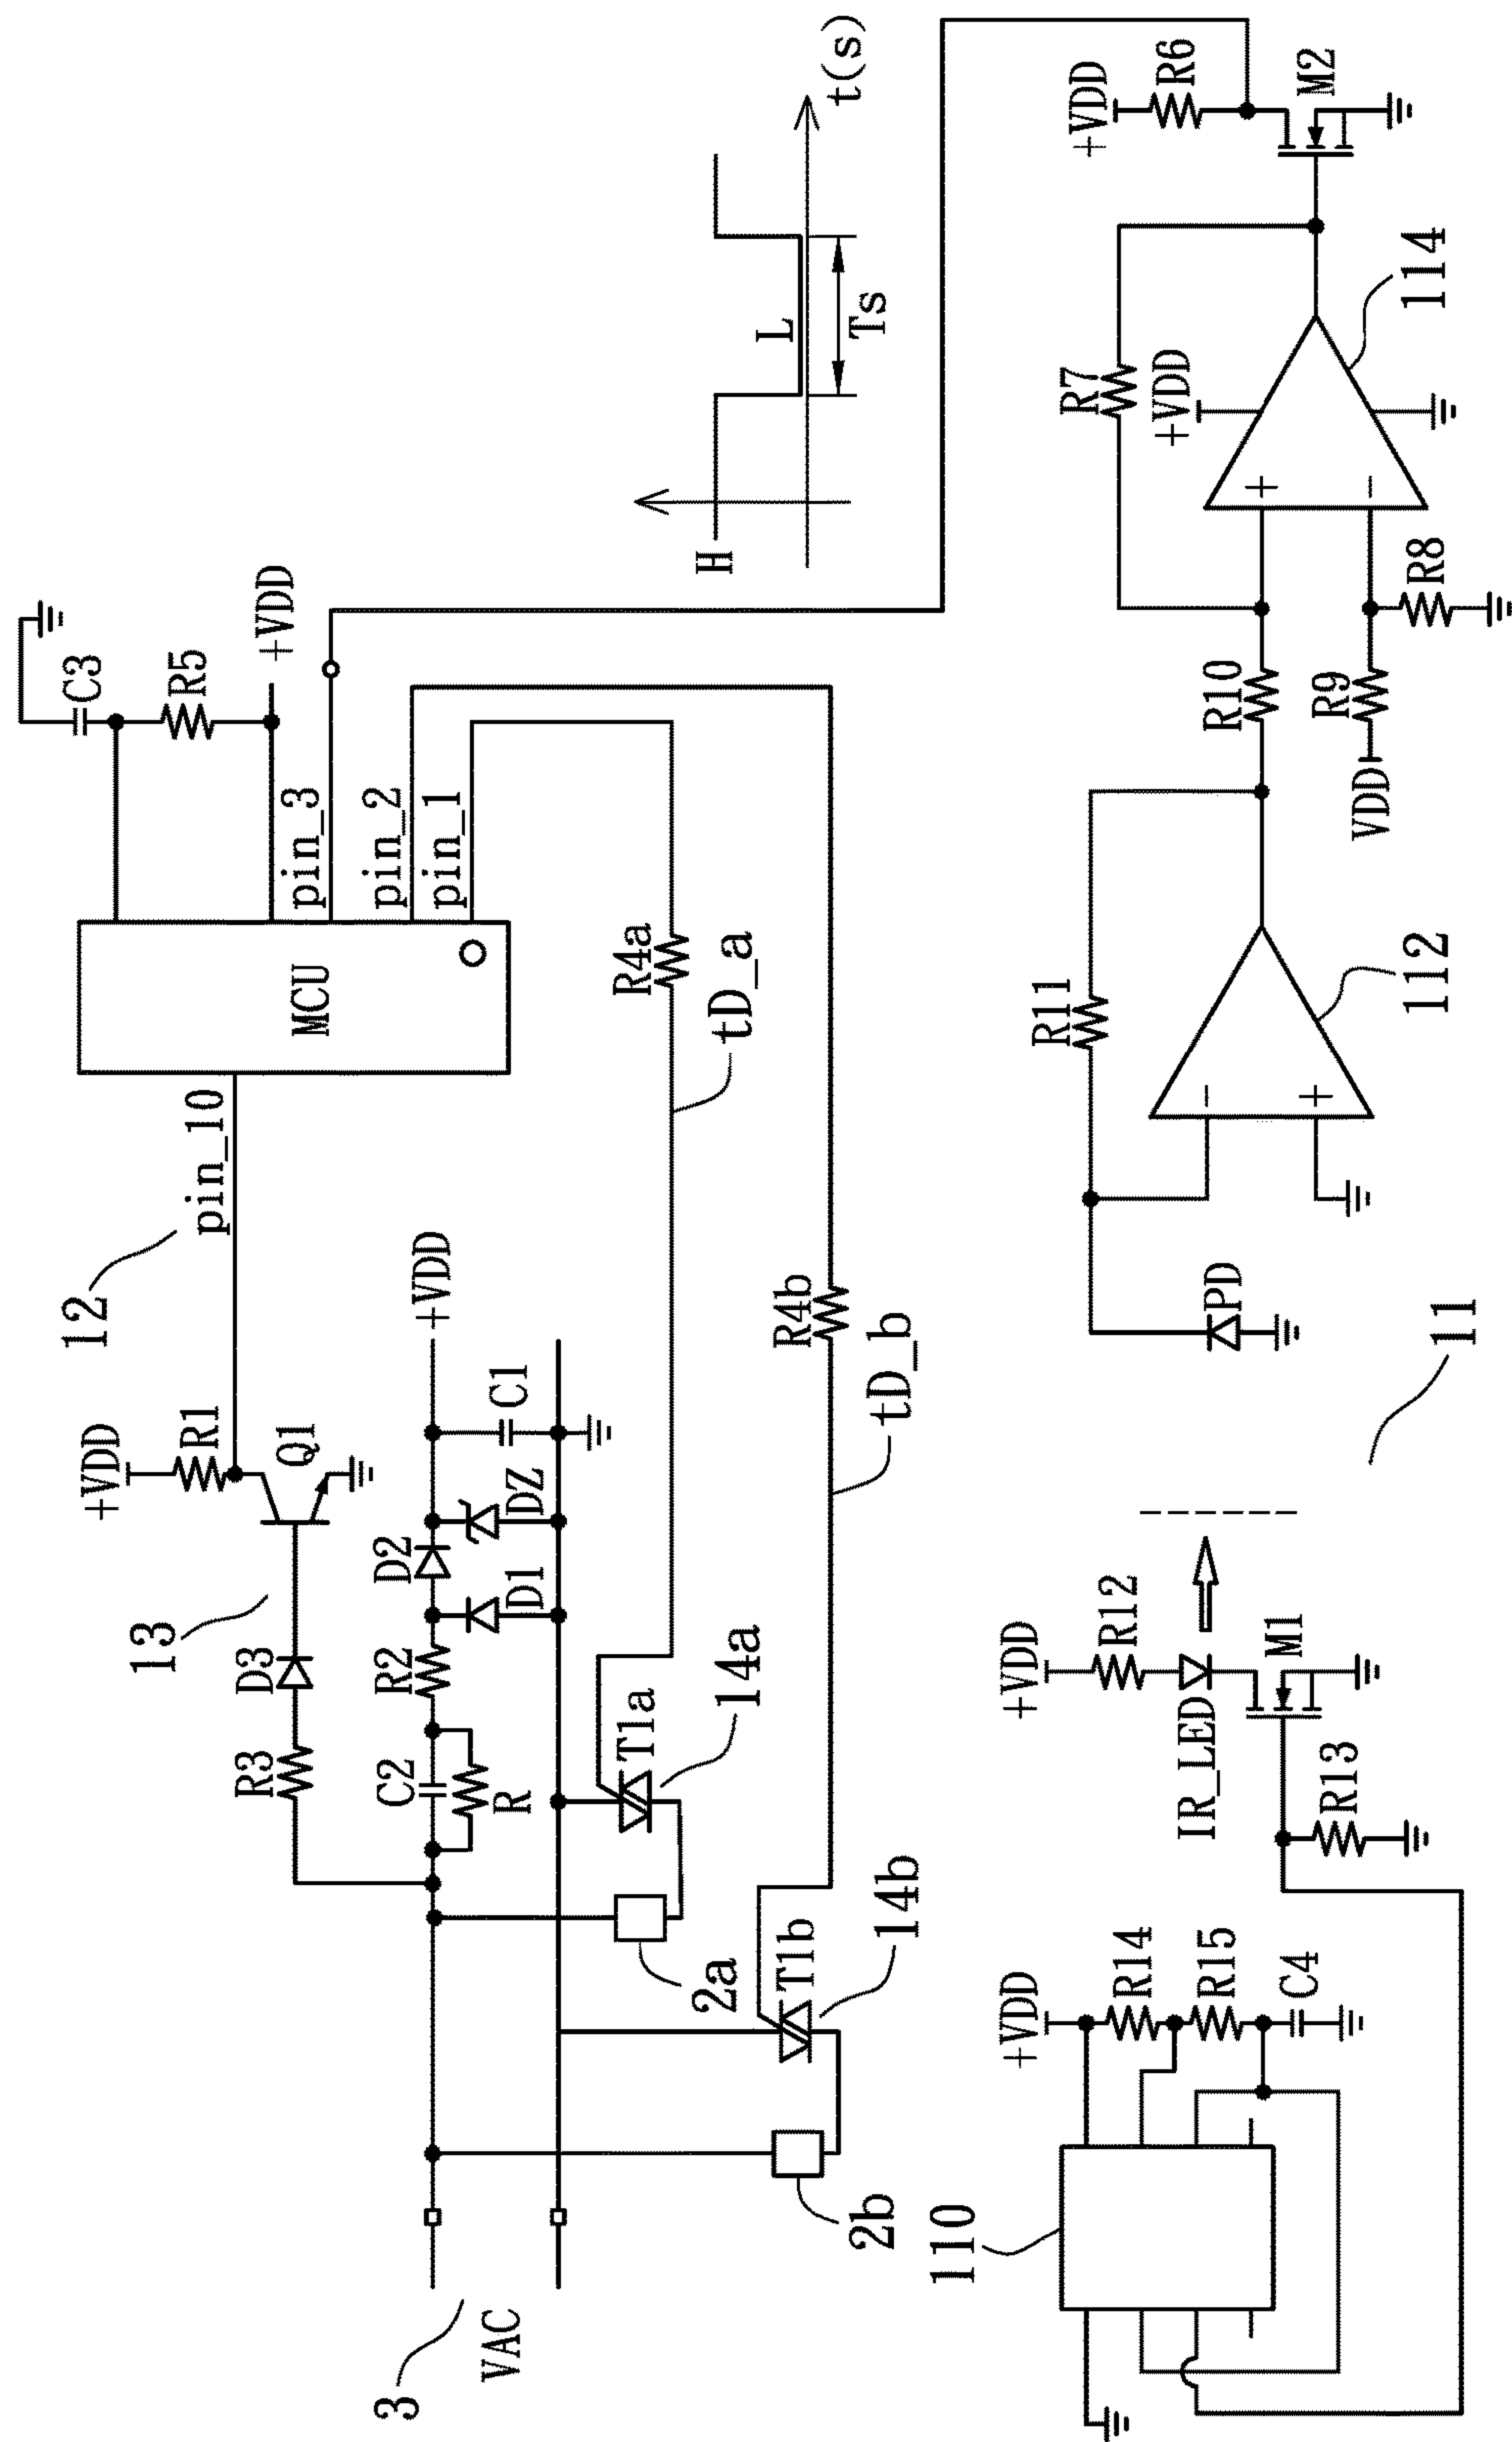 3
VAC
12
13
+VDD
R1
Q1
pin_10
R3
D3
C2
R
R2
D2
D1
DZ
C1
+VDD
MCU
C3
R5
+VDD
pin_3
pin_2
pin_1
R4a
tD_a
R4b
tD_b
T1a
14a
2a
T1b
14b
2b
H
L
Ts
t(s)
110
+VDD
R14
R15
C4
+VDD
R12
IR_LED
M1
R13
11
PD
R11
-
+
112
R10
R9
VDD
R8
R7
+VDD
+
-
114
+VDD
R6
M2